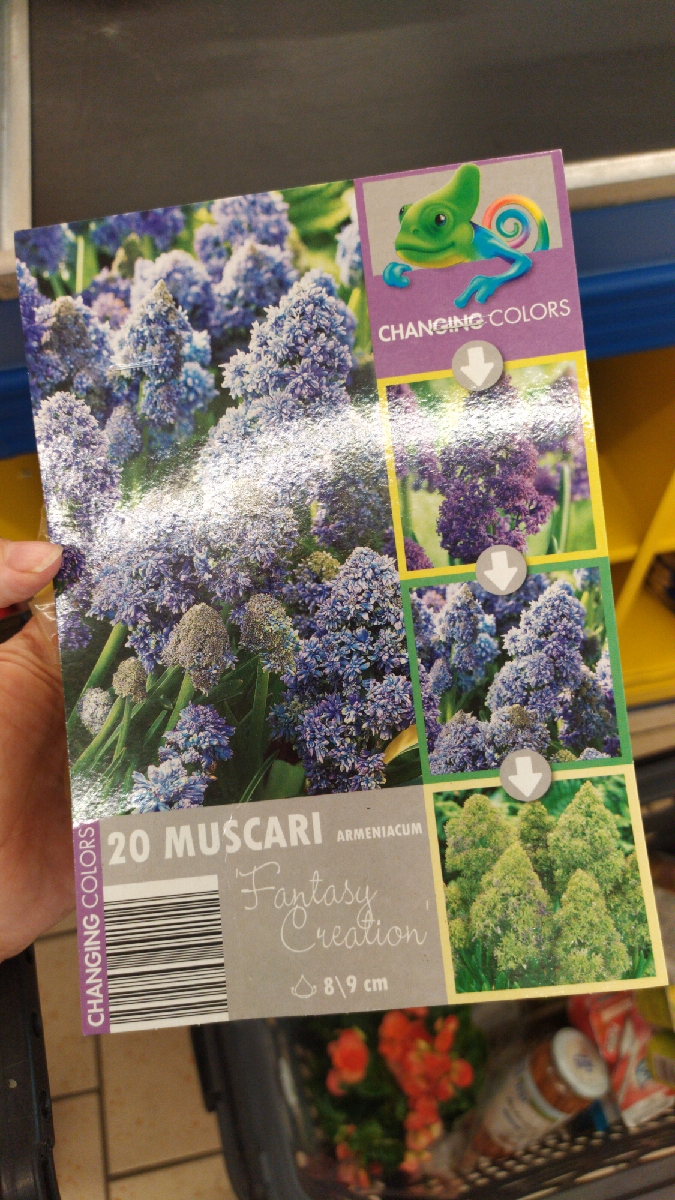 CHANGING COLORS
20 MUSCARI ARMENIACUM
'Fantasy
Creation'
8\9 cm
CHANGING COLORS